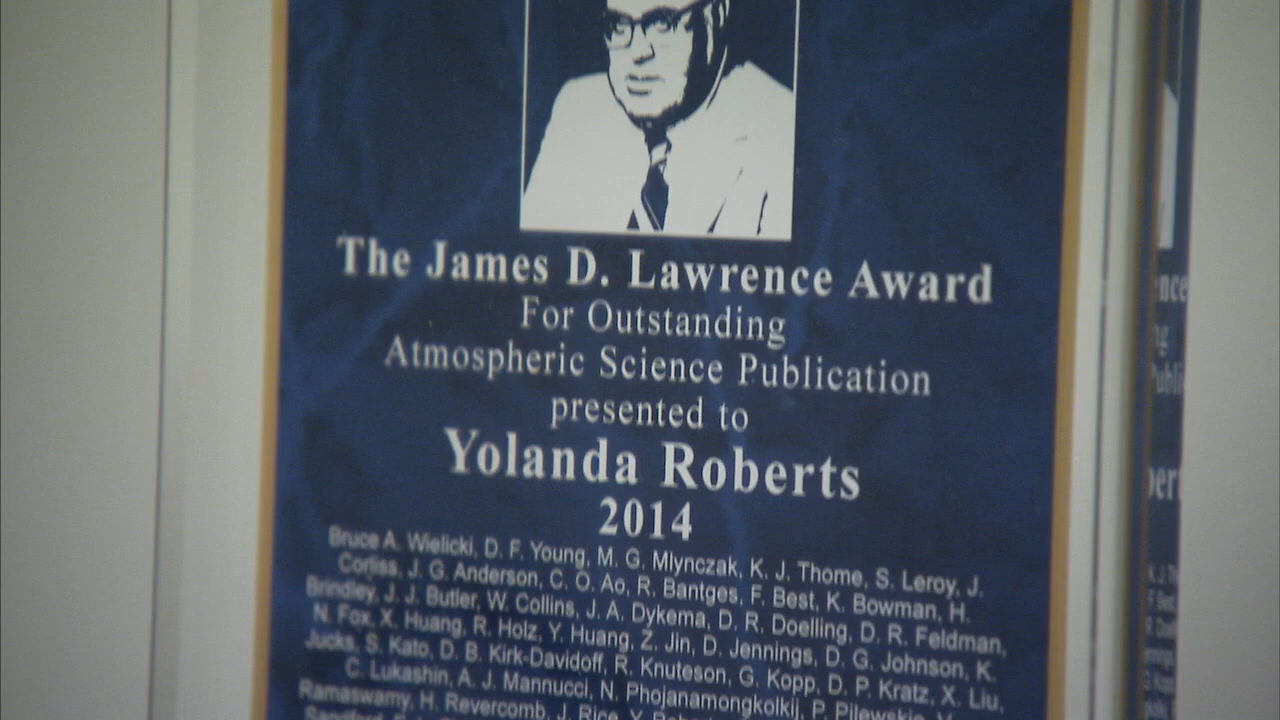 The James D. Lawrence Award
For Outstanding
Atmospheric Science Publication
presented to
Yolanda Roberts
2014
Bruce A. Wielicki, D. F. Young, M. G. Mlynczak, K. J. Thome, S. Leroy, J.
Corliss, J. G. Anderson, C. O. Ao, R. Bantges, F. Best, K. Bowman, H.
Brindley, J. J. Butler, W. Collins, J. A. Dykema, D. R. Doelling, D. R. Feldman,
N. Fox, X. Huang, R. Holz, Y. Huang, Z. Jin, D. Jennings, D. G. Johnson, K.
Jucks, S. Kato, D. B. Kirk-Davidoff, R. Knuteson, G. Kopp, D. P. Kratz, X. Liu,
C. Lukashin, A. J. Mannucci, N. Phojanamongkolkij, P. Pilewskie, V.
Ramaswamy, H. Revercomb, J. Rice, Y.